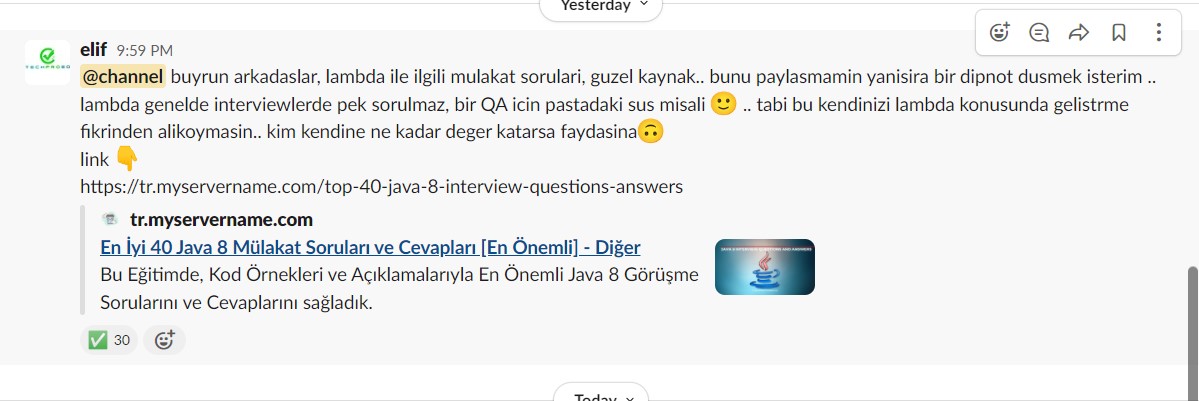 Yesterday
elif 9:59 PM
@channel buyrun arkadaslar, lambda ile ilgili mulakat sorulari, guzel kaynak.. bunu paylasmamin yanisira bir dipnot dusmek isterim ..
lambda genelde interviewlerde pek sorulmaz, bir QA icin pastadaki sus misali 🙂 .. tabi bu kendinizi lambda konusunda gelistrme
fikrinden alikoymasin.. kim kendine ne kadar deger katarsa faydasina🙃
link 👇
https://tr.myservername.com/top-40-java-8-interview-questions-answers
tr.myservername.com
En İyi 40 Java 8 Mülakat Soruları ve Cevapları [En Önemli] - Diğer
Bu Eğitimde, Kod Örnekleri ve Açıklamalarıyla En Önemli Java 8 Görüşme
Sorularını ve Cevaplarını sağladık.
✅ 30
Today